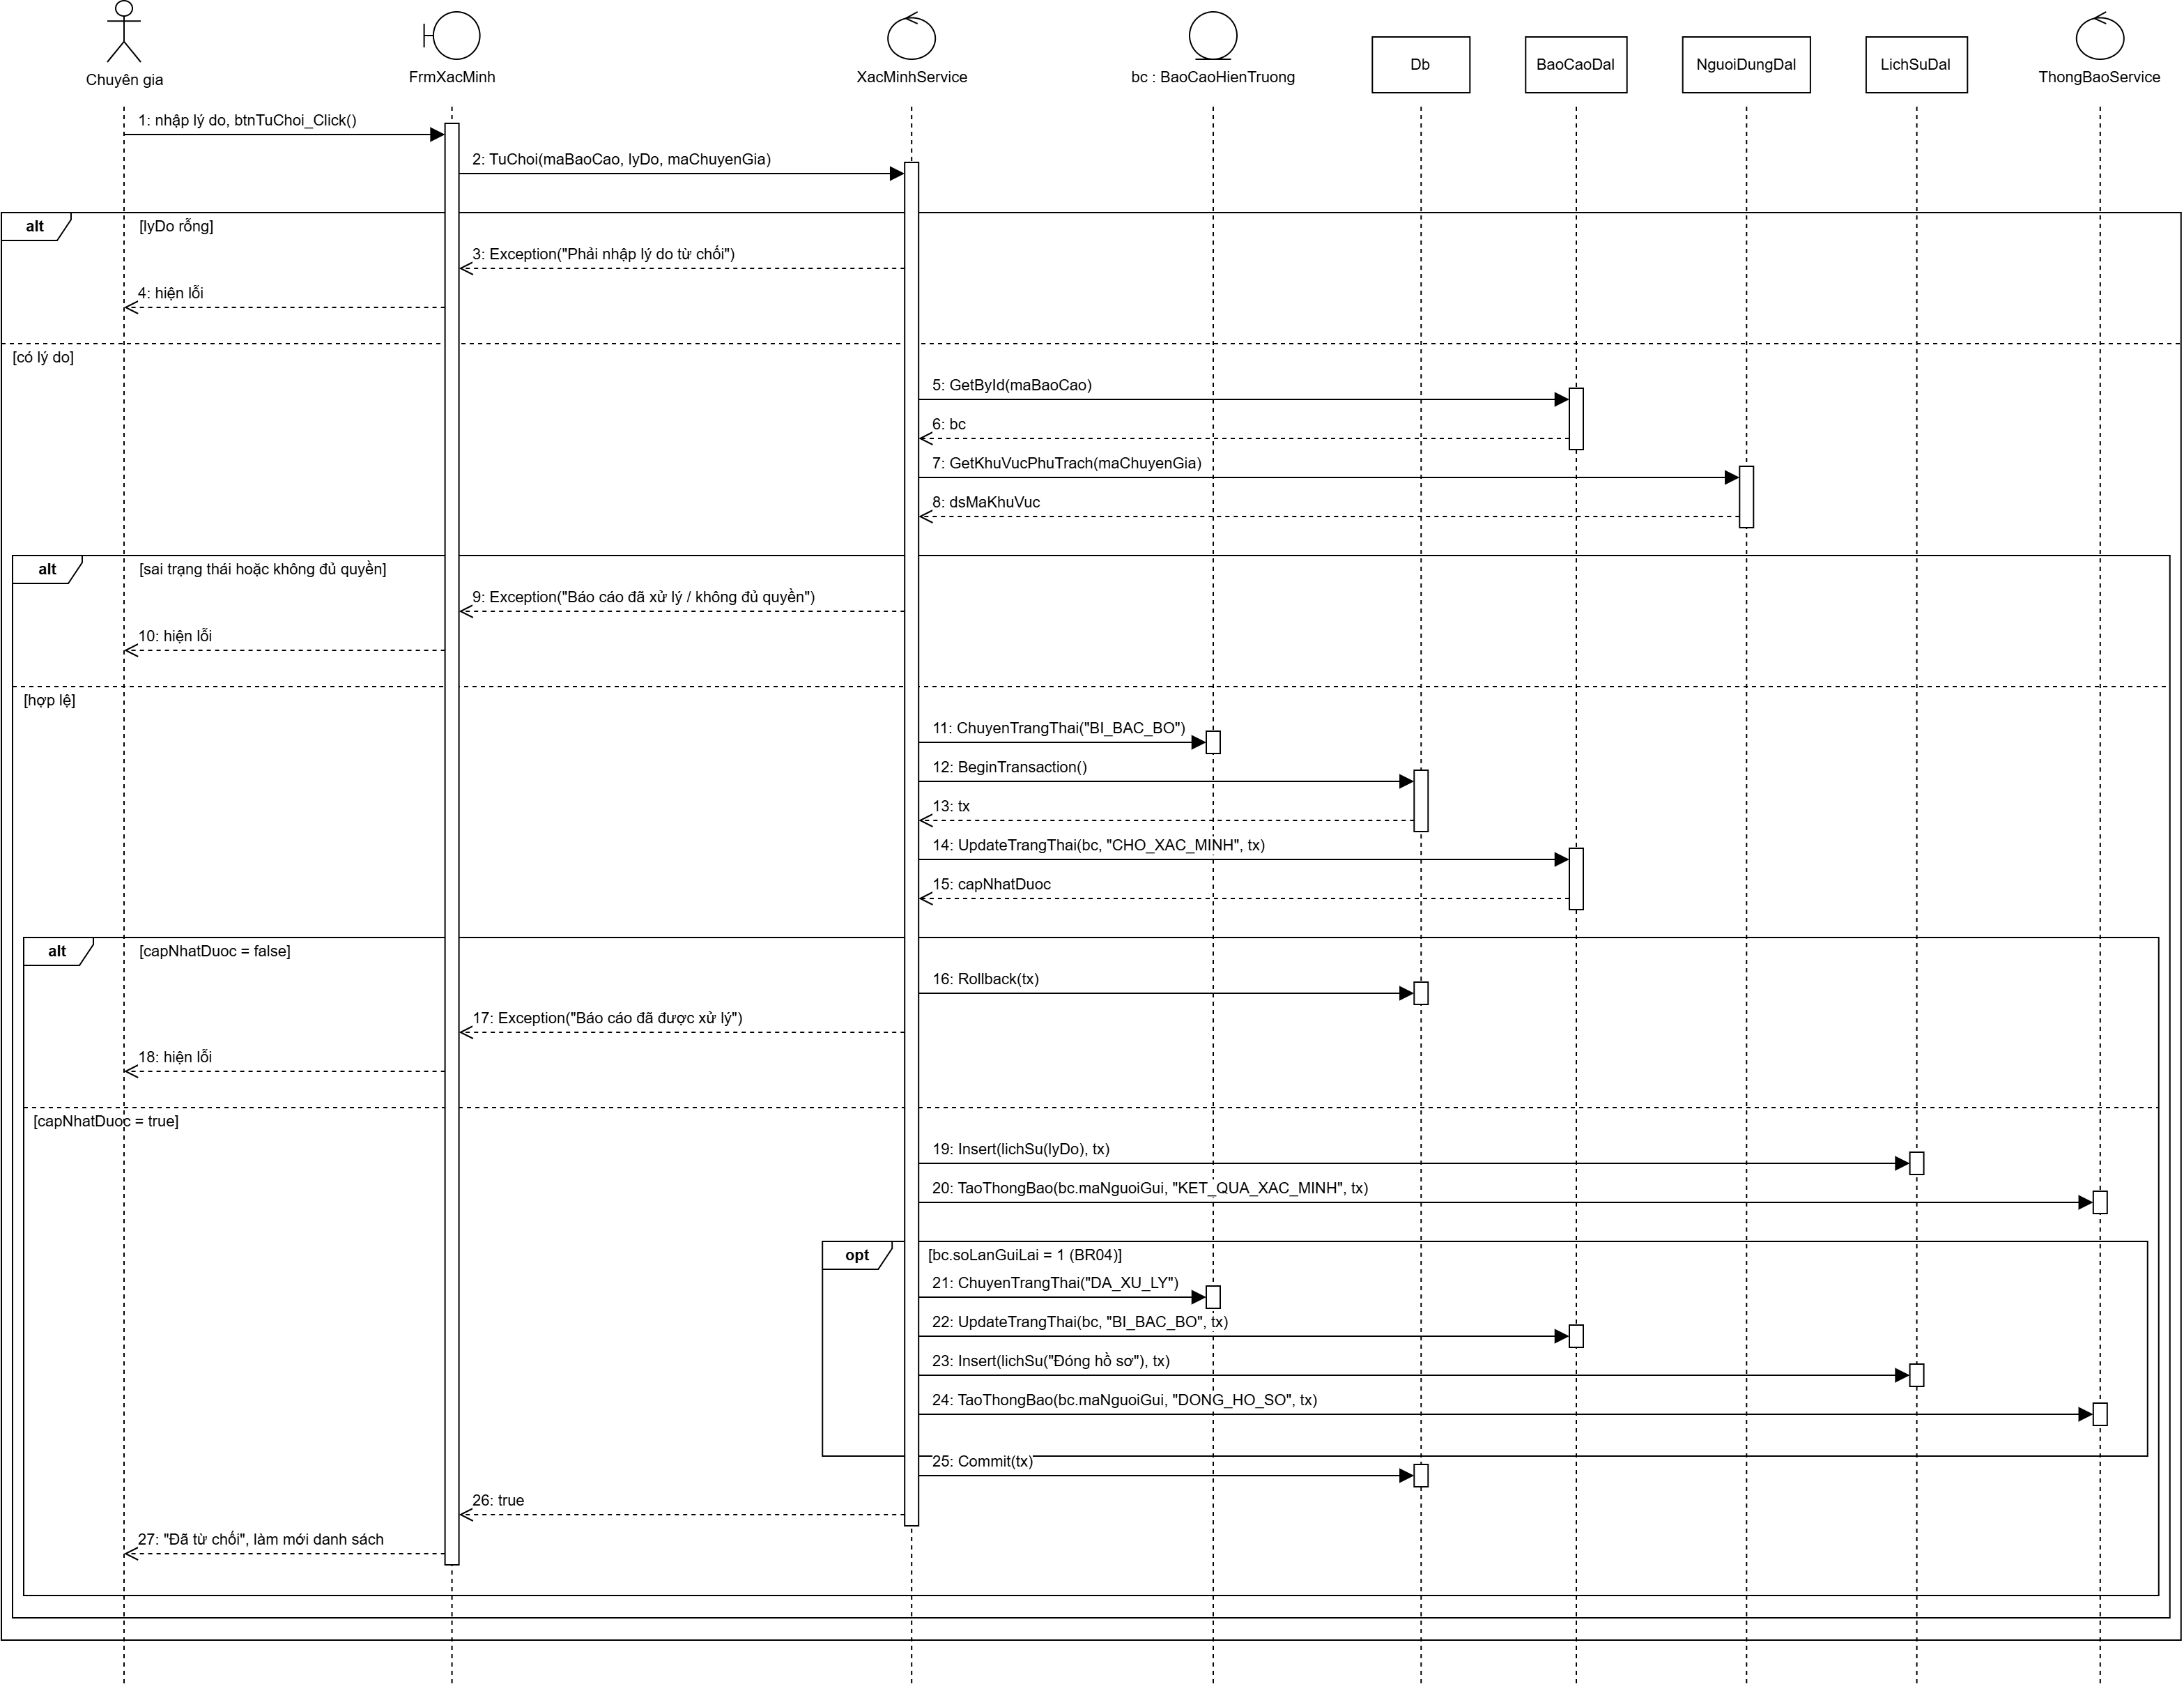 Chuyên gia
FrmXacMinh
XacMinhService
bc : BaoCaoHienTruong
Db
BaoCaoDal
NguoiDungDal
LichSuDal
ThongBaoService
1: nhập lý do, btnTuChoi_Click()
2: TuChoi(maBaoCao, lyDo, maChuyenGia)
alt
[lyDo rỗng]
3: Exception("Phải nhập lý do từ chối")
4: hiện lỗi
[có lý do]
5: GetById(maBaoCao)
6: bc
7: GetKhuVucPhuTrach(maChuyenGia)
8: dsMaKhuVuc
alt
[sai trạng thái hoặc không đủ quyền]
9: Exception("Báo cáo đã xử lý / không đủ quyền")
10: hiện lỗi
[hợp lệ]
11: ChuyenTrangThai("BI_BAC_BO")
12: BeginTransaction()
13: tx
14: UpdateTrangThai(bc, "CHO_XAC_MINH", tx)
15: capNhatDuoc
alt
[capNhatDuoc = false]
16: Rollback(tx)
17: Exception("Báo cáo đã được xử lý")
18: hiện lỗi
[capNhatDuoc = true]
19: Insert(lichSu(lyDo), tx)
20: TaoThongBao(bc.maNguoiGui, "KET_QUA_XAC_MINH", tx)
opt
[bc.soLanGuiLai = 1 (BR04)]
21: ChuyenTrangThai("DA_XU_LY")
22: UpdateTrangThai(bc, "BI_BAC_BO", tx)
23: Insert(lichSu("Đóng hồ sơ"), tx)
24: TaoThongBao(bc.maNguoiGui, "DONG_HO_SO", tx)
25: Commit(tx)
26: true
27: "Đã từ chối", làm mới danh sách